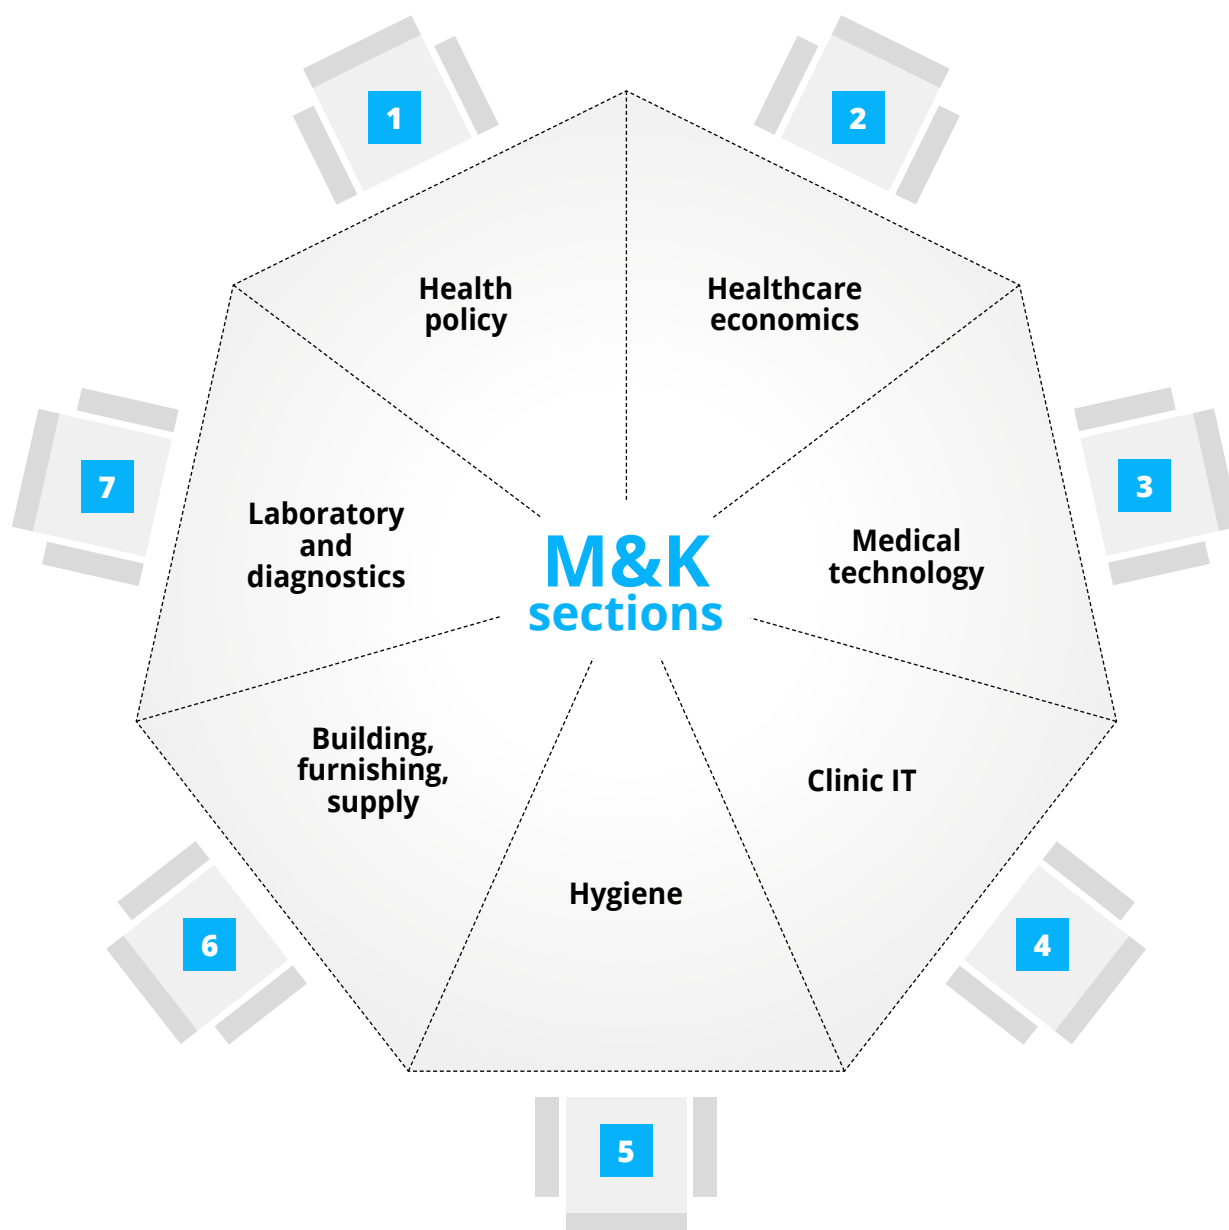 1
2
Health
policy
Healthcare
economics
7
3
Laboratory
and
diagnostics
M&K
sections
Medical
technology
Building,
furnishing,
supply
Clinic IT
Hygiene
6
4
5